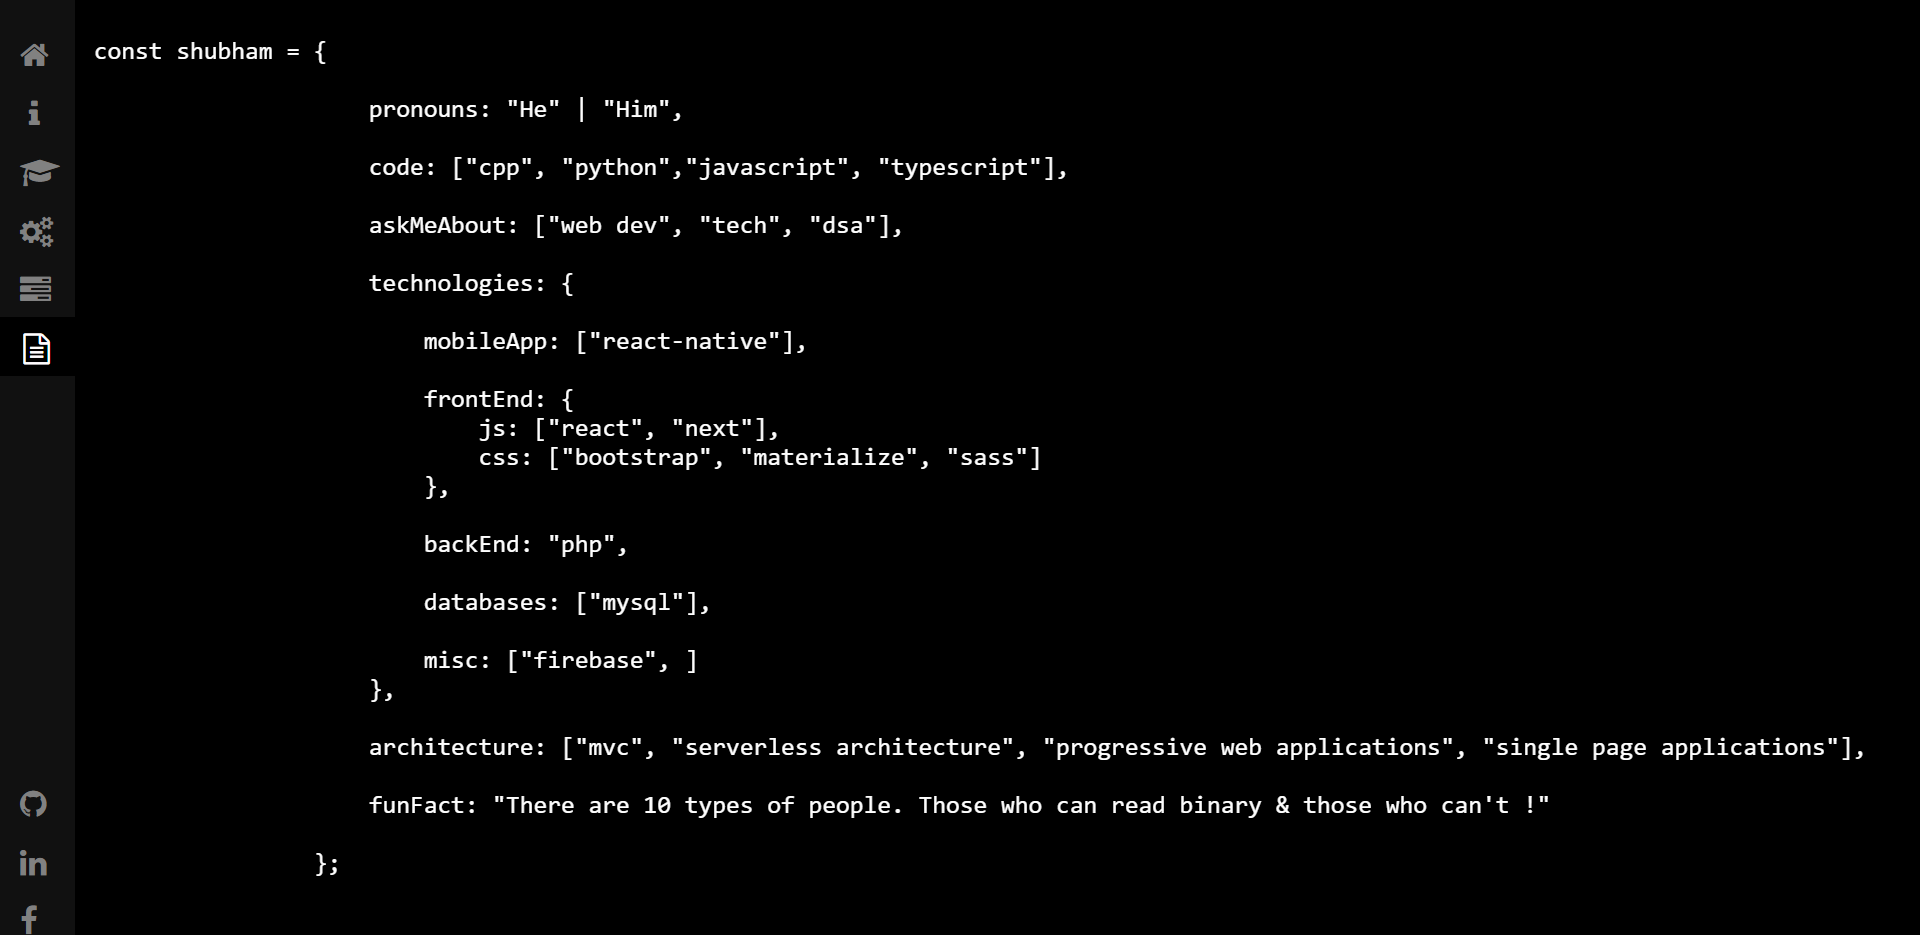 const shubham = {
pronouns: "He" | "Him",
code: ["cpp", "python","javascript", "typescript"],
askMeAbout: ["web dev", "tech", "dsa"],
technologies: {
mobileApp: ["react-native"],
frontEnd: {
js: ["react", "next"],
css: ["bootstrap", "materialize", "sass"]
},
backEnd: "php",
databases: ["mysql"],
misc: ["firebase", ]
},
architecture: ["mvc", "serverless architecture", "progressive web applications", "single page applications"],
funFact: "There are 10 types of people. Those who can read binary & those who can't !"
};